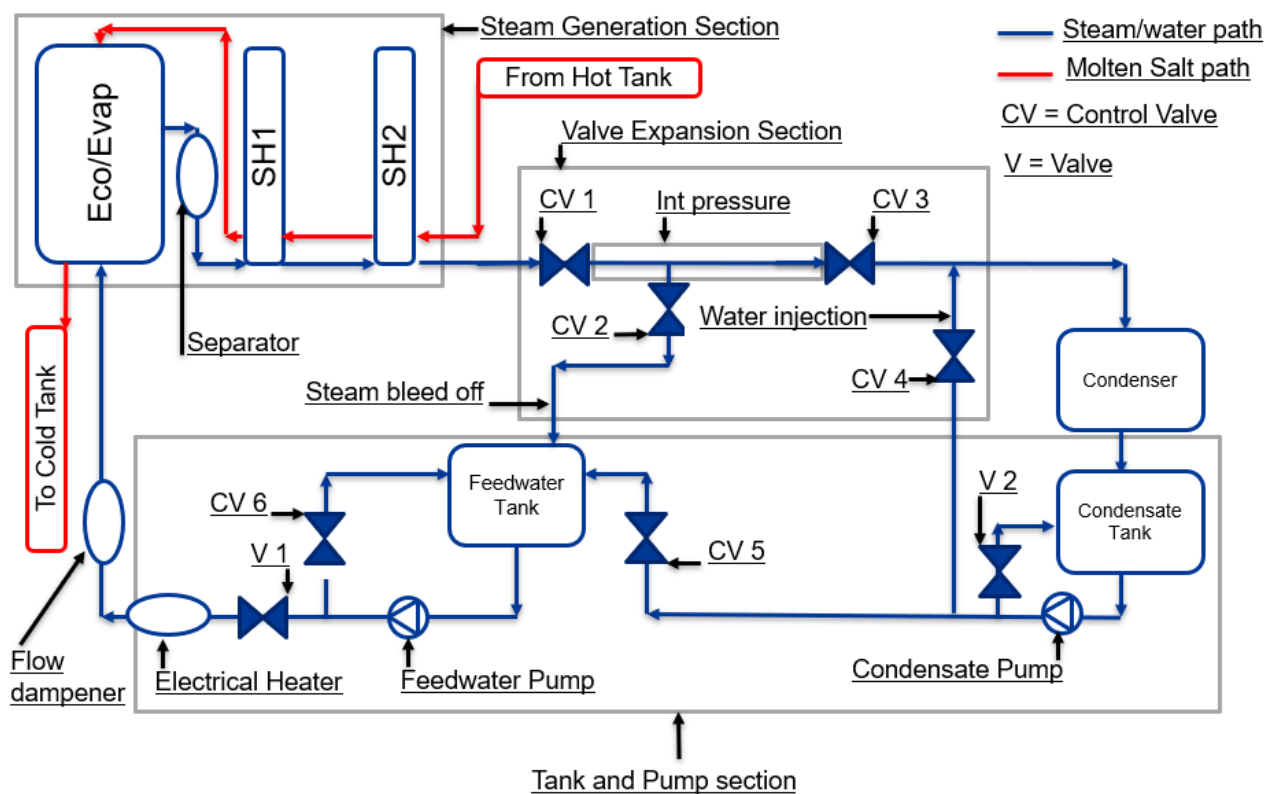 Steam Generation Section
Steam/water path
From Hot Tank
Molten Salt path
CV = Control Valve
V = Valve
Eco/Evap
SH1
SH2
Valve Expansion Section
CV 1
Int pressure
CV 3
CV 2
Water injection
Separator
CV 4
Condenser
Steam bleed off
To Cold Tank
Feedwater
Tank
V 2
Condensate
Tank
CV 6
V 1
CV 5
Flow
dampener
Electrical Heater
Feedwater Pump
Condensate Pump
Tank and Pump section